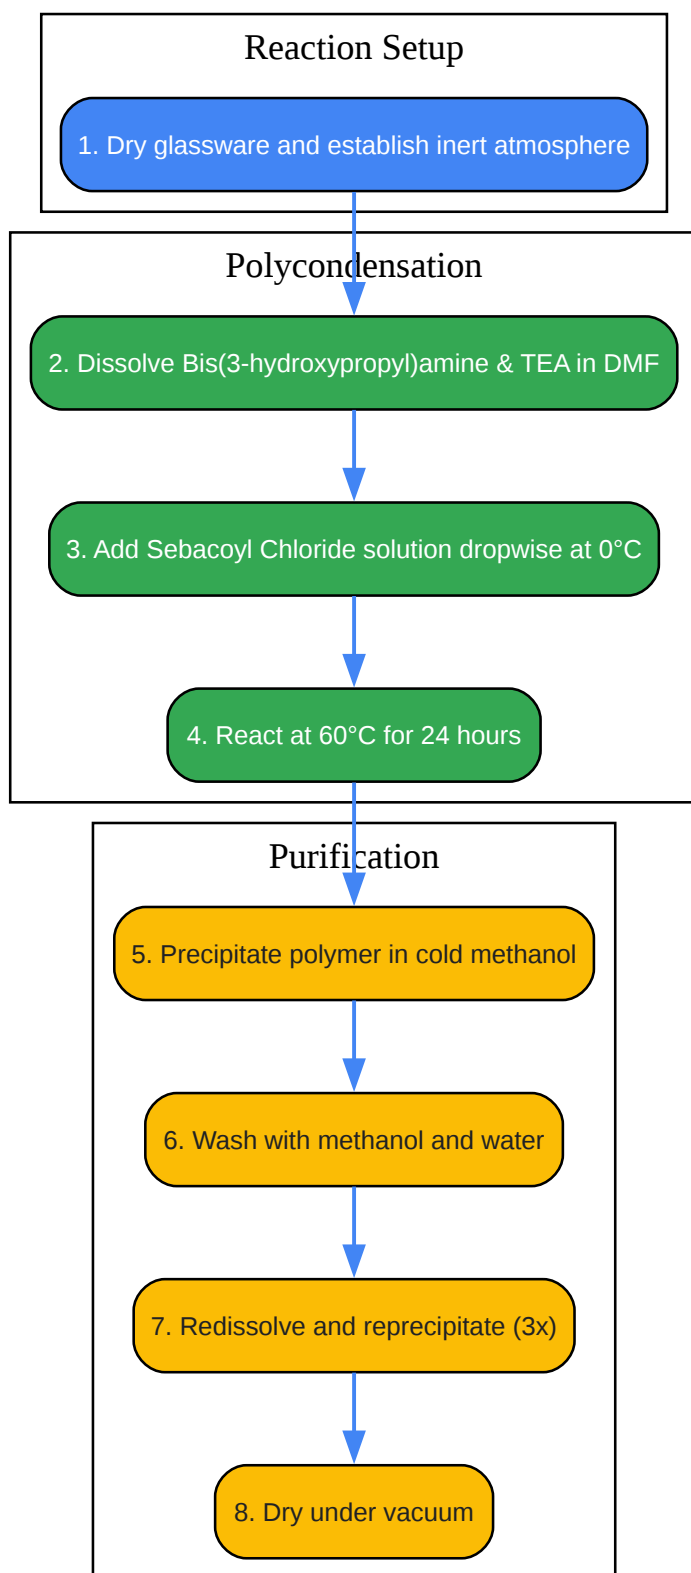 Reaction Setup
1. Dry glassware and establish inert atmosphere
Polycondensation
2. Dissolve Bis(3-hydroxypropyl)amine & TEA in DMF
3. Add Sebacoyl Chloride solution dropwise at 0°C
4. React at 60°C for 24 hours
Purification
5. Precipitate polymer in cold methanol
6. Wash with methanol and water
7. Redissolve and reprecipitate (3x)
8. Dry under vacuum